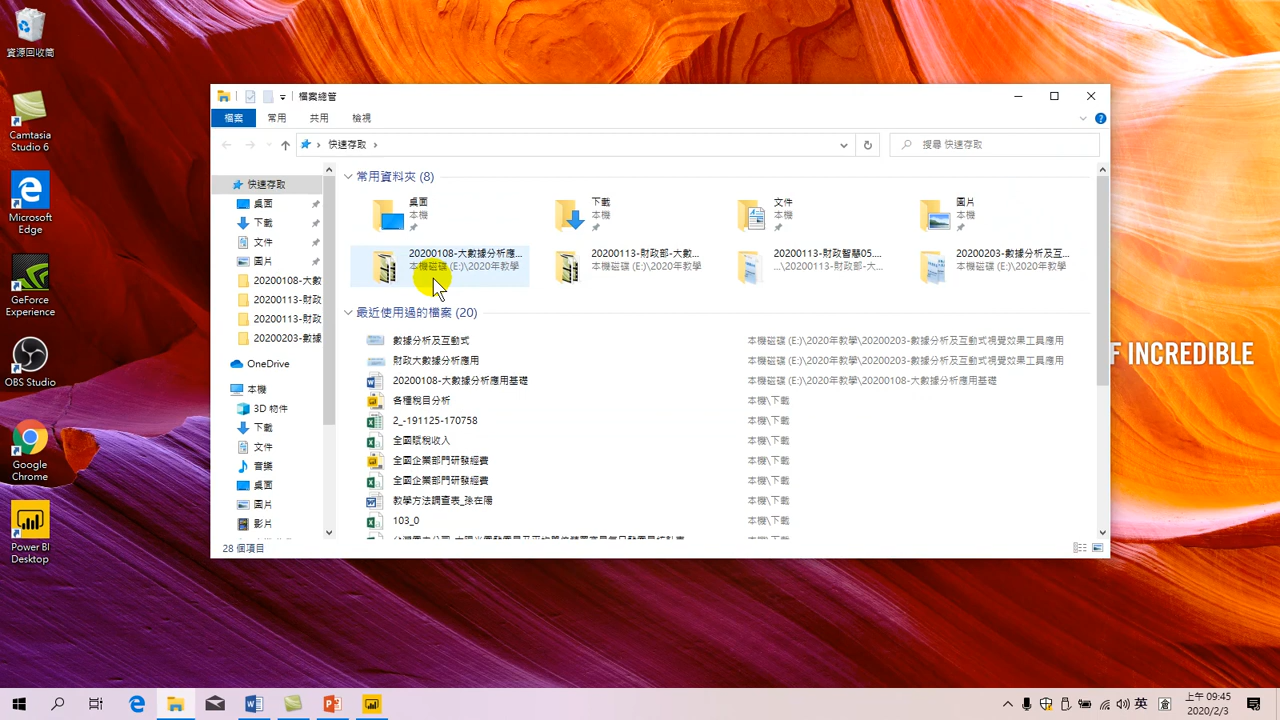 資源回收筒
Camtasia
Studio 6
Microsoft
Edge
GeForce
Experience
OBS Studio
Google
Chrome
Power BI
Desktop
檔案總管
檔案
常用
共用
檢視
快速存取
搜尋 快速存取
快速存取
桌面
下載
文件
圖片
20200108-大數
20200113-財政
20200113-財政
20200203-數據
OneDrive
本機
3D 物件
下載
文件
音樂
桌面
圖片
影片
常用資料夾 (8)
桌面
本機
下載
本機
文件
本機
圖片
本機
20200108-大數據分析應...
本機磁碟 (E:)\2020年教學
20200113-財政部-大數...
本機磁碟 (E:)\2020年教學
20200113-財政智慧05....
...\20200113-財政部-大...
20200203-數據分析及互...
本機磁碟 (E:)\2020年教學
最近使用過的檔案 (20)
數據分析及互動式 本機磁碟 (E:)\2020年教學\20200203-數據分析及互動式視覺效果工具應用
財政大數據分析應用 本機磁碟 (E:)\2020年教學\20200203-數據分析及互動式視覺效果工具應用
20200108-大數據分析應用基礎 本機磁碟 (E:)\2020年教學\20200108-大數據分析應用基礎
各種稅目分析 本機\下載
2_-191125-170758 本機\下載
全國賦稅收入 本機\下載
全國企業部門研發經費 本機\下載
全國企業部門研發經費 本機\下載
教學方法調查表_孫在陽 本機\下載
103_0 本機\下載
28 個項目
F INCREDIBLE
英
上午 09:45
2020/2/3